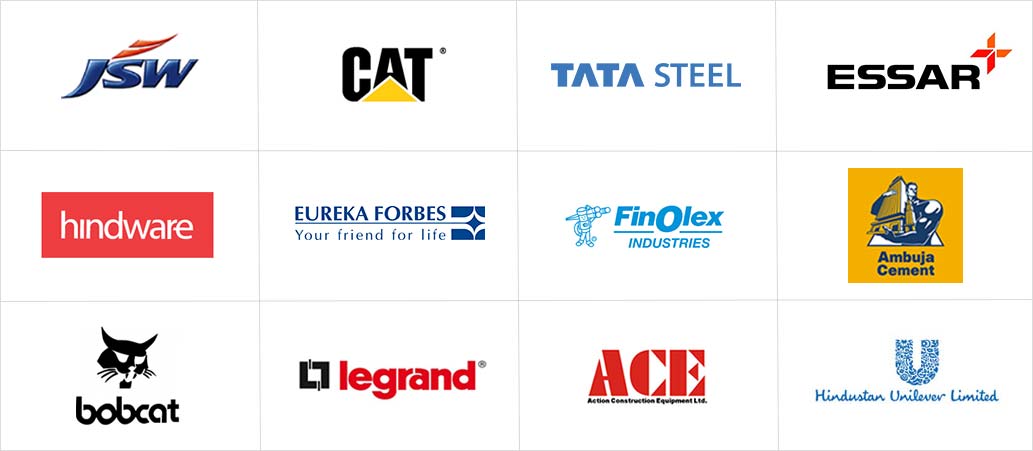 JSW
CAT®
TATA STEEL
ESSAR
hindware
EUREKA FORBES
Your friend for life
FinOlex
INDUSTRIES
Ambuja
Cement
bobcat
legrand®
ACE
Action Construction Equipment Ltd.
Hindustan Unilever Limited